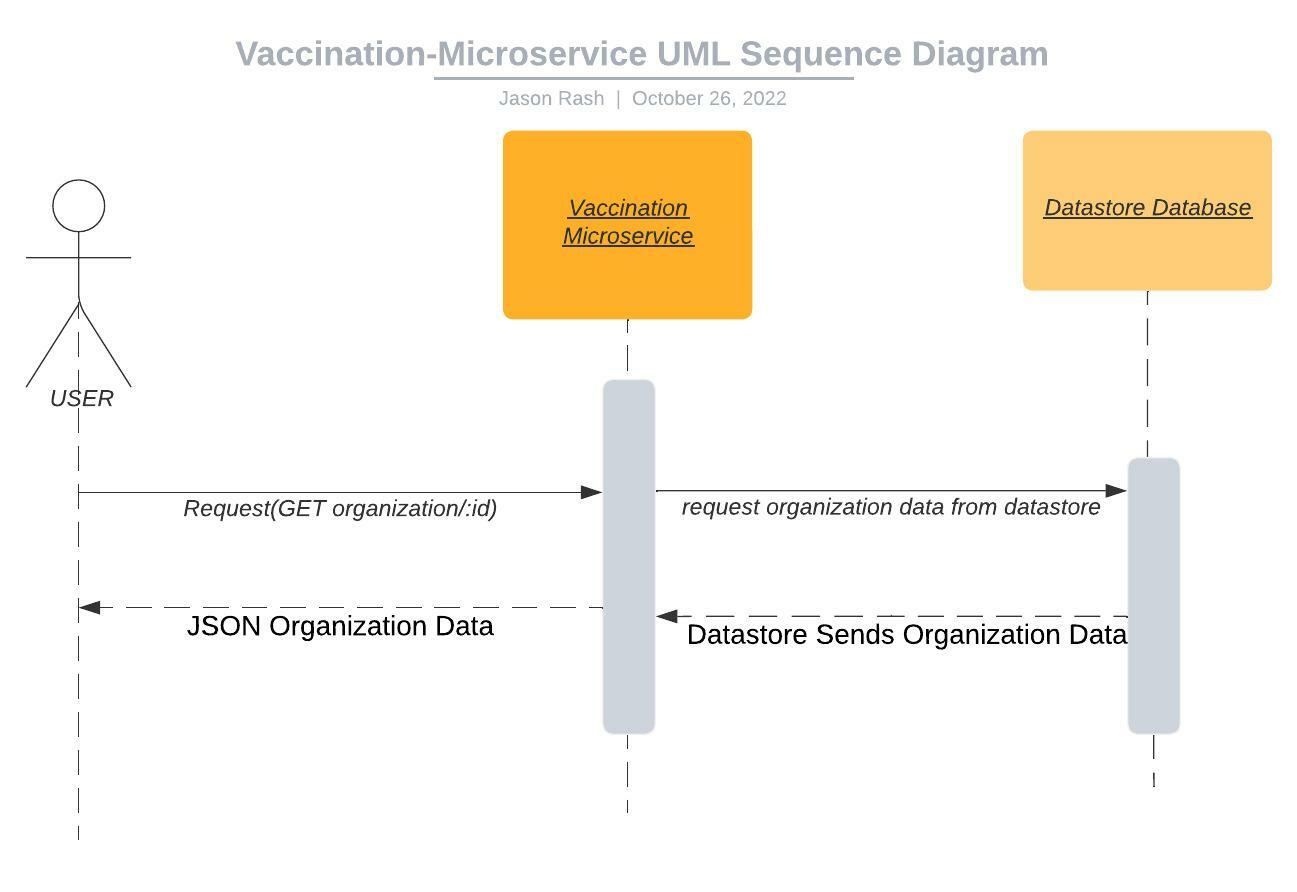 Vaccination-Microservice UML Sequence Diagram
Jason Rash | October 26, 2022
Vaccination
Microservice
Datastore Database
USER
Request(GET organization/:id)
request organization data from datastore
JSON Organization Data
Datastore Sends Organization Data